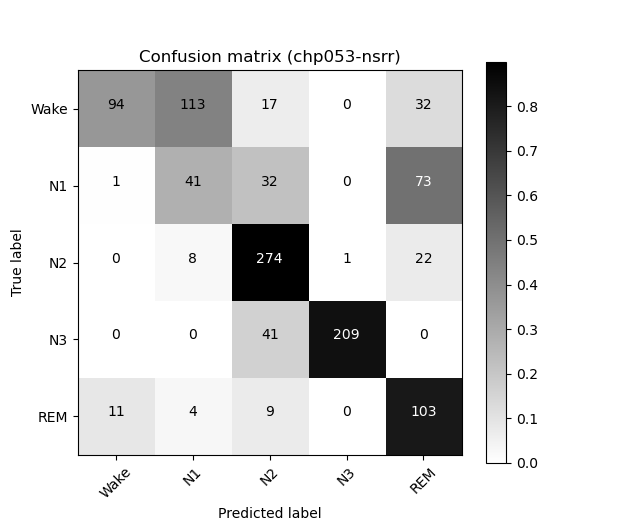 Confusion matrix (chp053-nsrr)
True label
Wake 94 113 17 0 32
N1 1 41 32 0 73
N2 0 8 274 1 22
N3 0 0 41 209 0
REM 11 4 9 0 103
Wake N1 N2 N3 REM
Predicted label
0.8
0.7
0.6
0.5
0.4
0.3
0.2
0.1
0.0